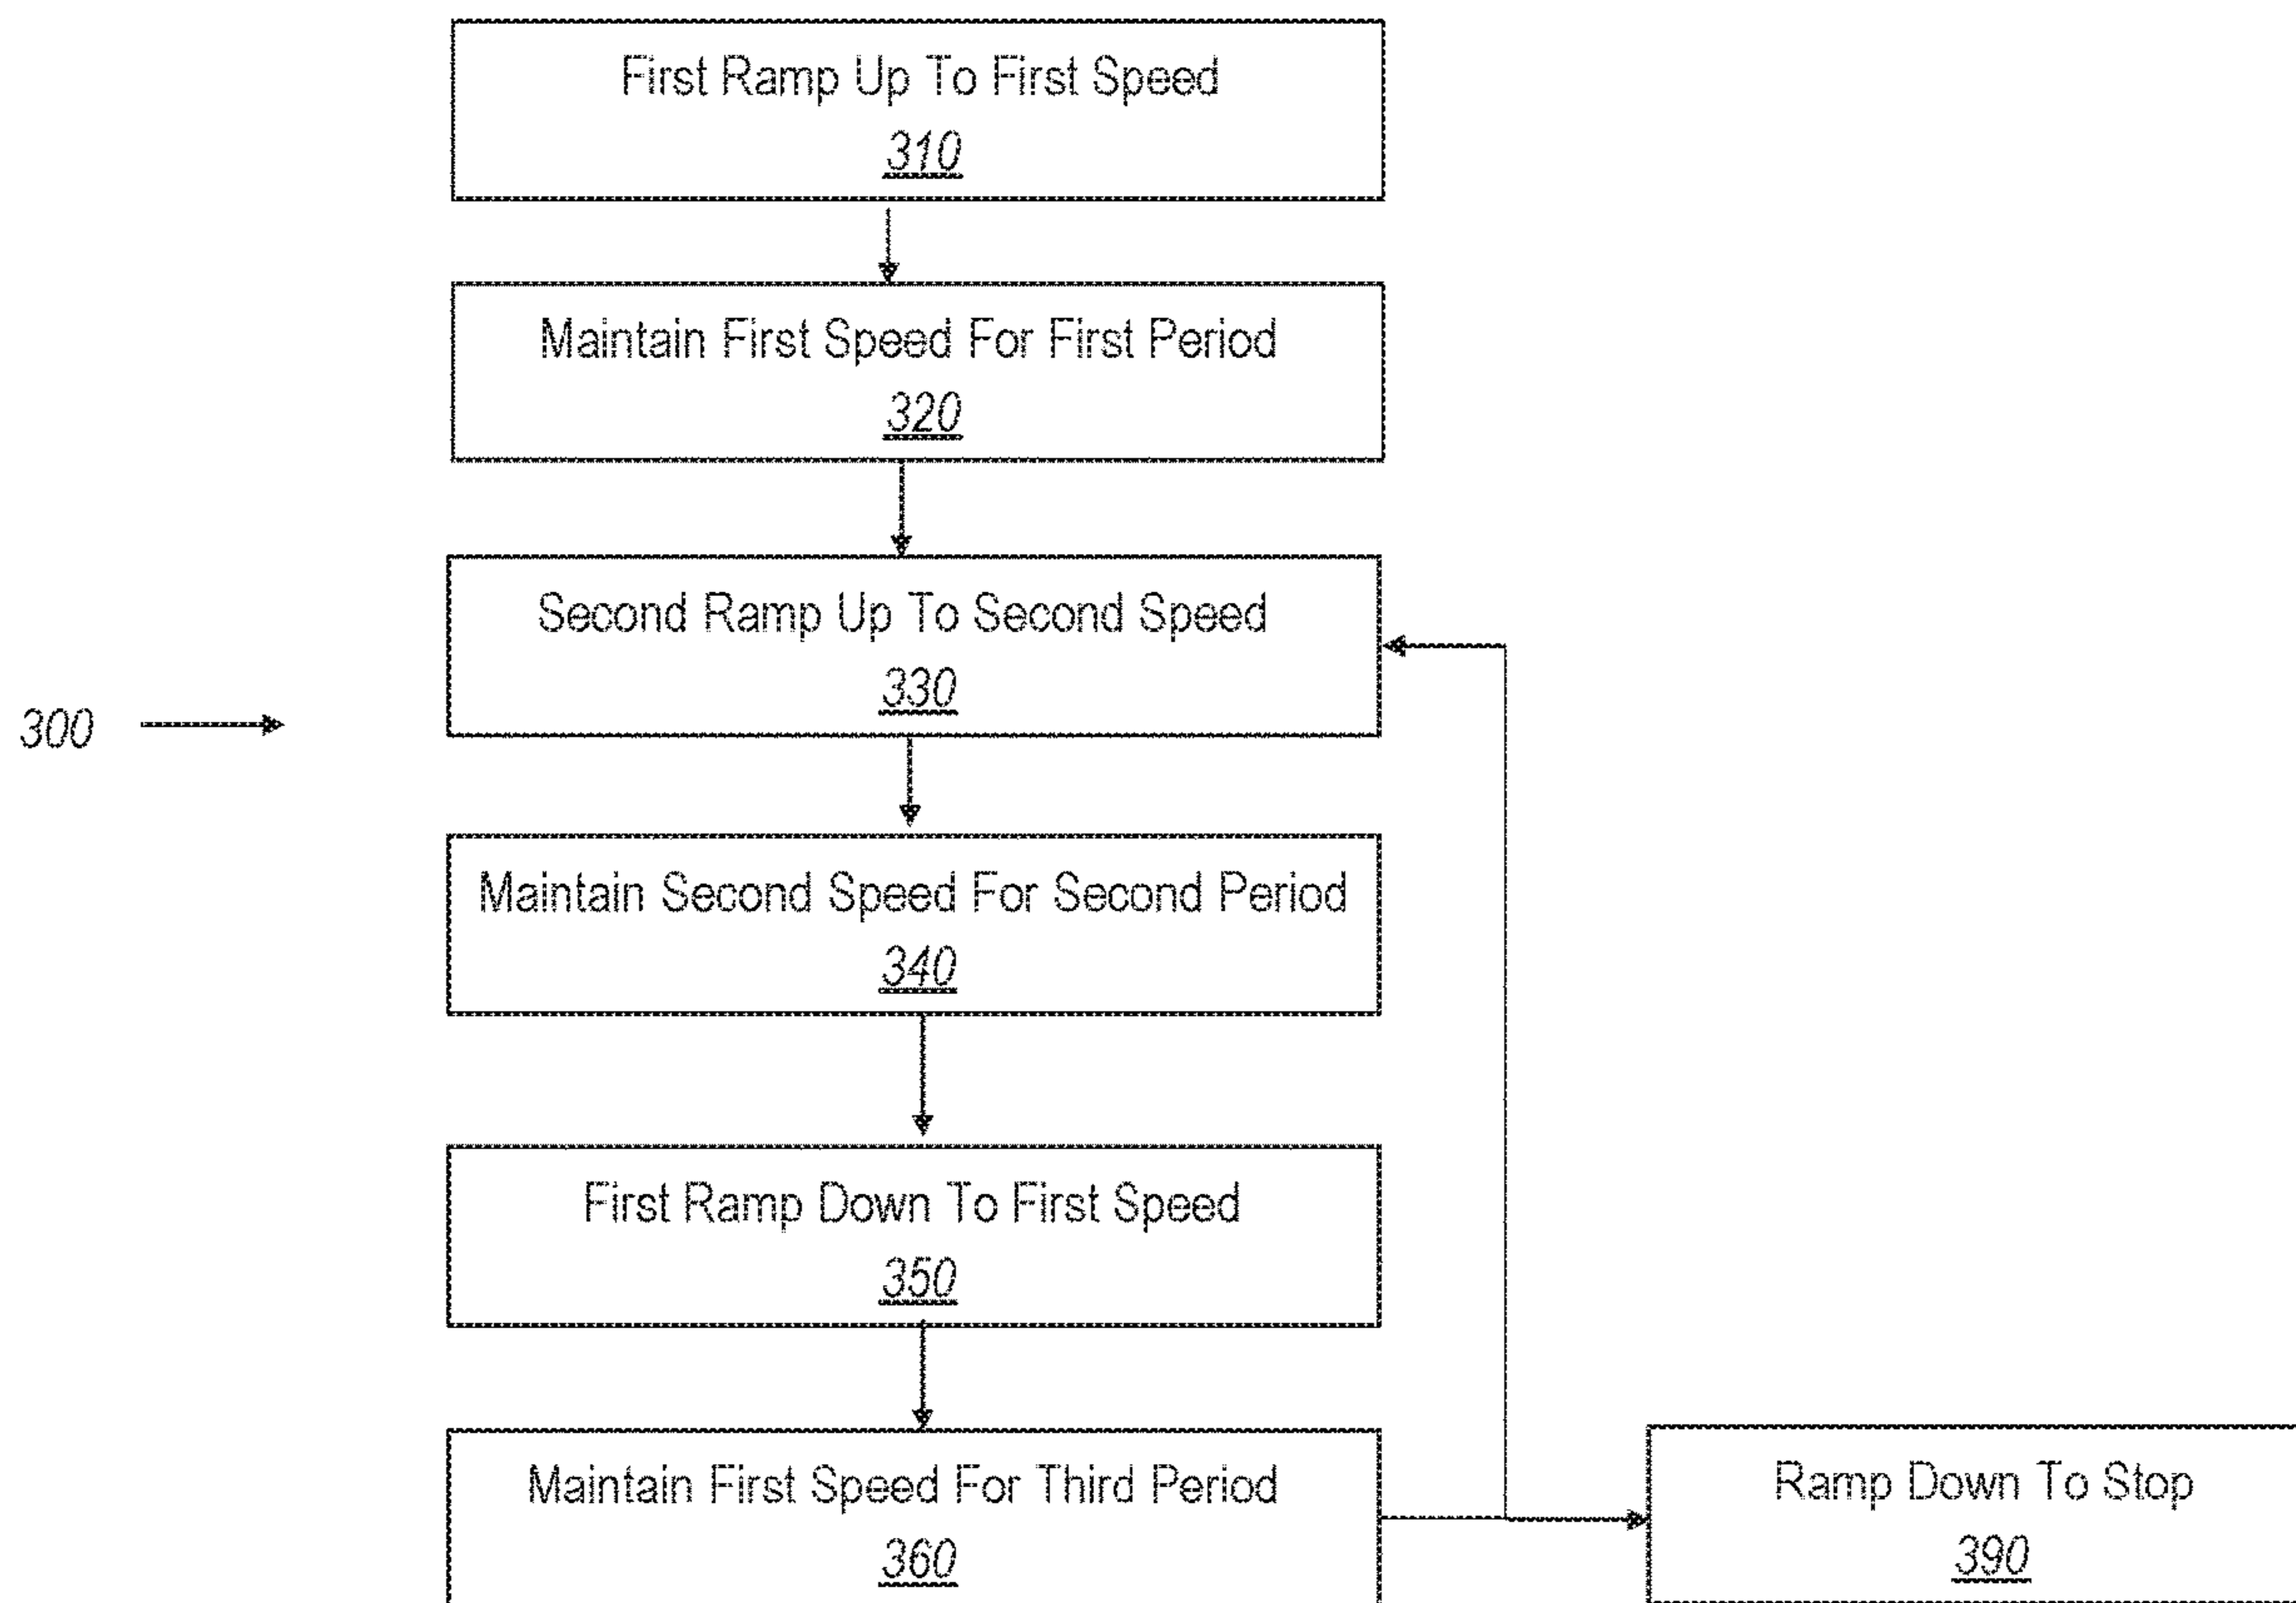 First Ramp Up To First Speed
310
Maintain First Speed For First Period
320
Second Ramp Up To Second Speed
330
300
Maintain Second Speed For Second Period
340
First Ramp Down To First Speed
350
Maintain First Speed For Third Period
360
Ramp Down To Stop
390